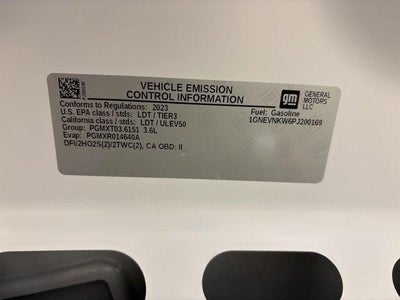 VEHICLE EMISSION
CONTROL INFORMATION
gm
GENERAL
MOTORS
LLC
Conforms to Regulations: 2023
U.S. EPA class / stds: LDT / TIER3
California class / stds: LDT / ULEV50
Group: PGMXT03.6151 3.6L
Evap: PGMXR014640A
DFI/2HO2S(2)/2TWC(2), CA OBD: II
Fuel: Gasoline
1GNEVNKW6PJ200169